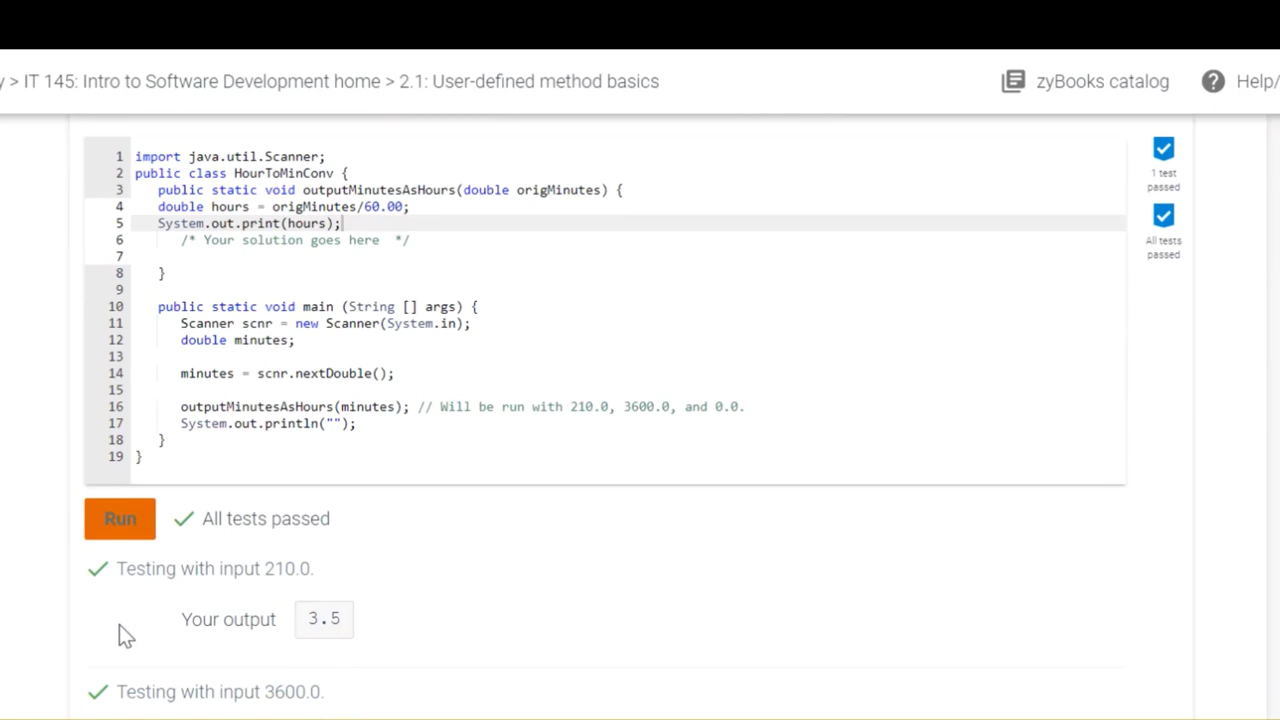 y > IT 145: Intro to Software Development home > 2.1: User-defined method basics
zyBooks catalog
Help/
1 import java.util.Scanner;
2 public class HourToMinConv {
3 public static void outputMinutesAsHours(double origMinutes) {
4 double hours = origMinutes/60.00;
5 System.out.print(hours);
6 /* Your solution goes here */
7
8 }
9
10 public static void main (String [] args) {
11 Scanner scnr = new Scanner(System.in);
12 double minutes;
13
14 minutes = scnr.nextDouble();
15
16 outputMinutesAsHours(minutes); // Will be run with 210.0, 3600.0, and 0.0.
17 System.out.println("");
18 }
19 }
1 test
passed
All tests
passed
Run
All tests passed
Testing with input 210.0.
Your output 3.5
Testing with input 3600.0.